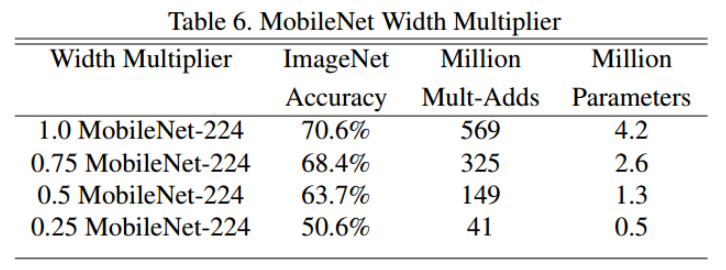 Table 6. MobileNet Width Multiplier
Width Multiplier ImageNet Million Million
Accuracy Mult-Adds Parameters
1.0 MobileNet-224 70.6% 569 4.2
0.75 MobileNet-224 68.4% 325 2.6
0.5 MobileNet-224 63.7% 149 1.3
0.25 MobileNet-224 50.6% 41 0.5